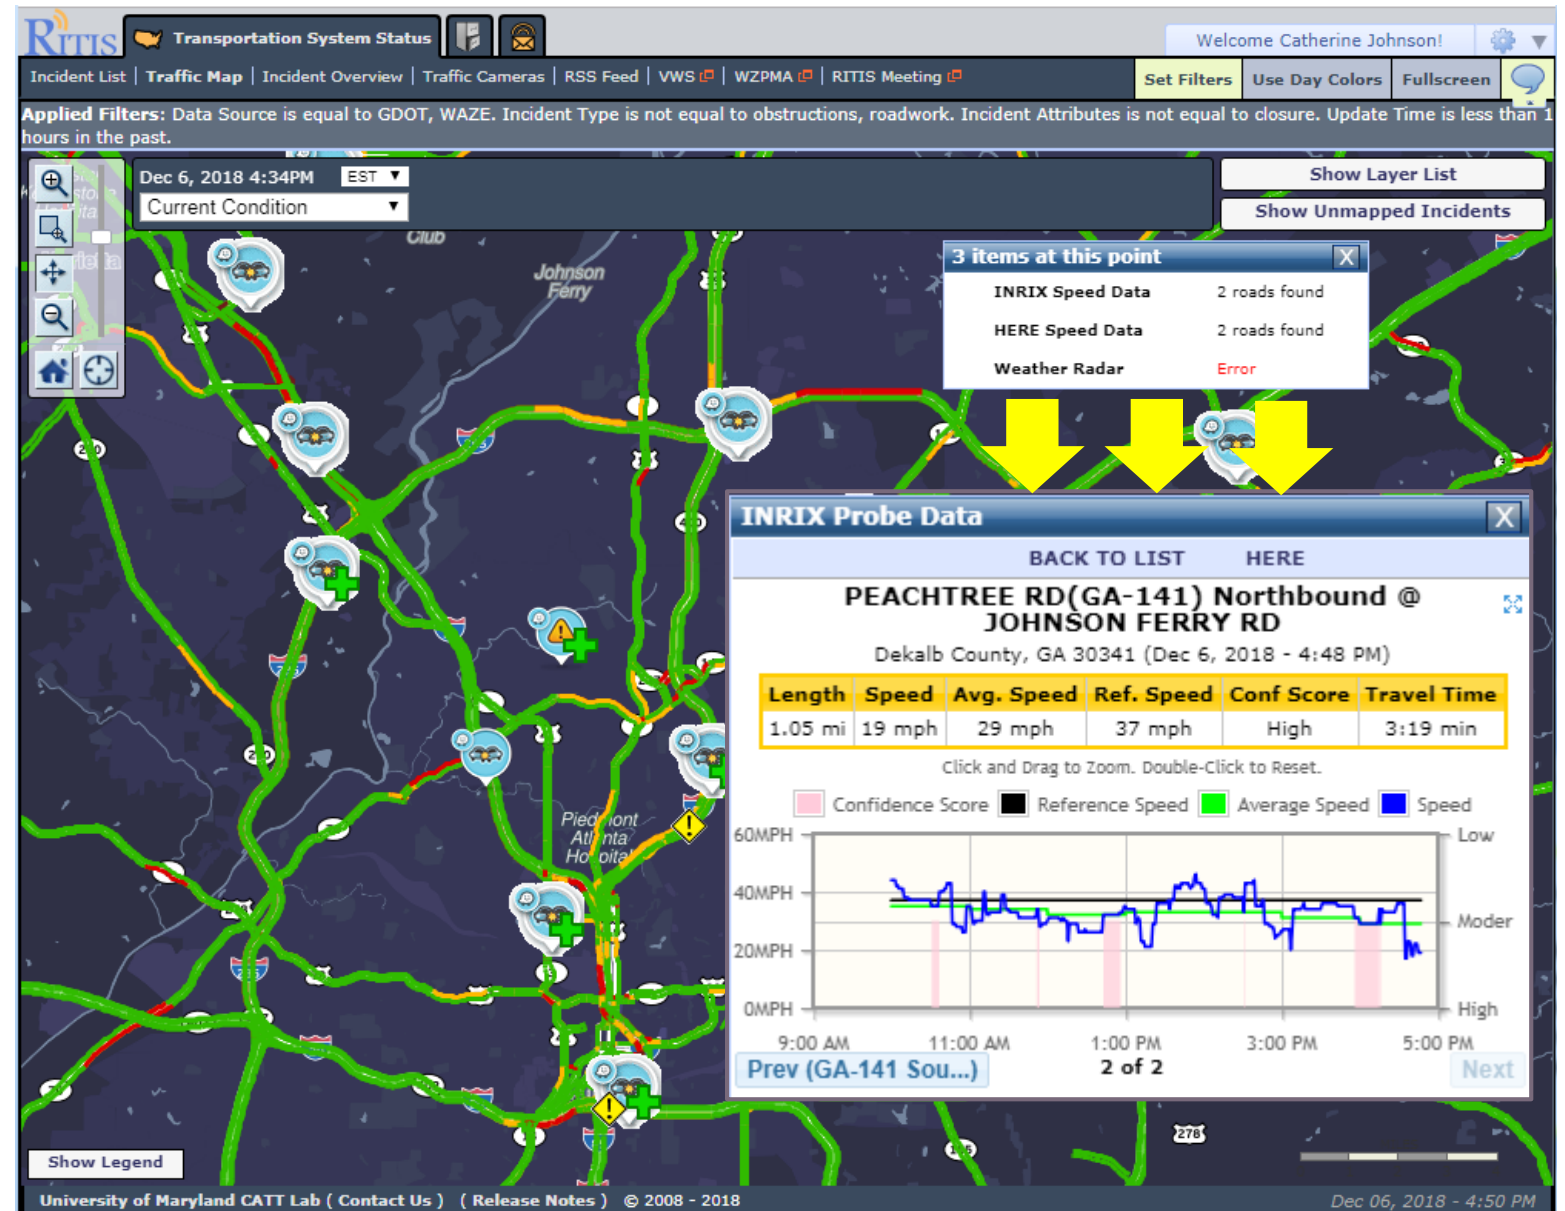 RITIS
Transportation System Status
Welcome Catherine Johnson!
Incident List | Traffic Map | Incident Overview | Traffic Cameras | RSS Feed | VWS | WZPMA | RITIS Meeting
Set Filters Use Day Colors Fullscreen
Applied Filters: Data Source is equal to GDOT, WAZE. Incident Type is not equal to obstructions, roadwork. Incident Attributes is not equal to closure. Update Time is less than 1
hours in the past.
Dec 6, 2018 4:34PM EST
Current Condition
Show Layer List
Show Unmapped Incidents
Club
Johnson
Ferry
3 items at this point X
INRIX Speed Data 2 roads found
HERE Speed Data 2 roads found
Weather Radar Error
INRIX Probe Data X
BACK TO LIST HERE
PEACHTREE RD(GA-141) Northbound @
JOHNSON FERRY RD
Dekalb County, GA 30341 (Dec 6, 2018 - 4:48 PM)
Length Speed Avg. Speed Ref. Speed Conf Score Travel Time
1.05 mi 19 mph 29 mph 37 mph High 3:19 min
Click and Drag to Zoom. Double-Click to Reset.
Confidence Score Reference Speed Average Speed Speed
60MPH Low
40MPH
Moder
20MPH
0MPH High
9:00 AM 11:00 AM 1:00 PM 3:00 PM 5:00 PM
Prev (GA-141 Sou...) 2 of 2 Next
278
Show Legend
University of Maryland CATT Lab ( Contact Us ) ( Release Notes ) © 2008 - 2018
Dec 06, 2018 - 4:50 PM